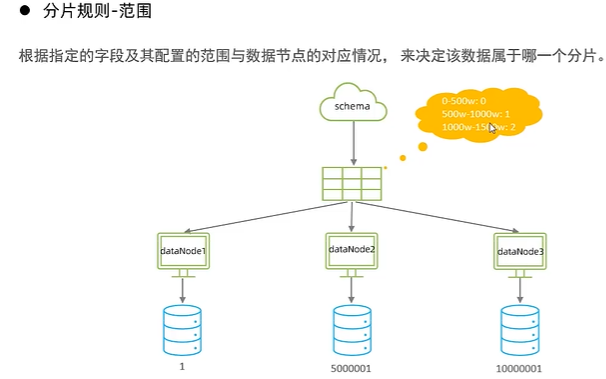 ● 分片规则-范围
根据指定的字段及其配置的范围与数据节点的对应情况， 来决定该数据属于哪一个分片。
schema
0-500w: 0
500w-1000w: 1
1000w-1500w: 2
dataNode1
dataNode2
dataNode3
1
5000001
10000001